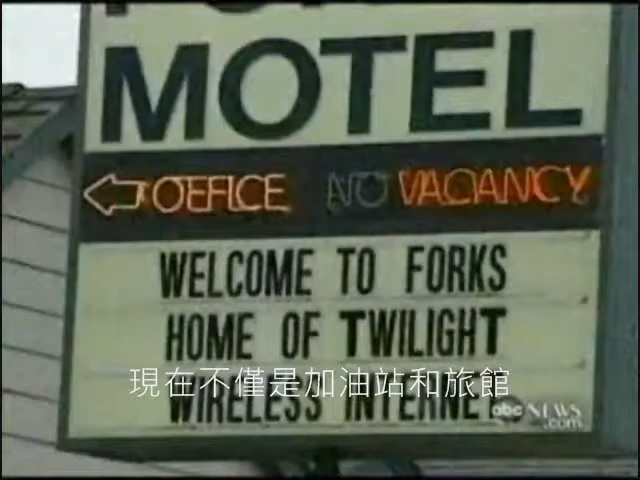 MOTEL
OFFICE NO VACANCY
WELCOME TO FORKS
HOME OF TWILIGHT
現在不僅是加油站和旅館
WIRELESS INTERNET
abc NEWS
.com